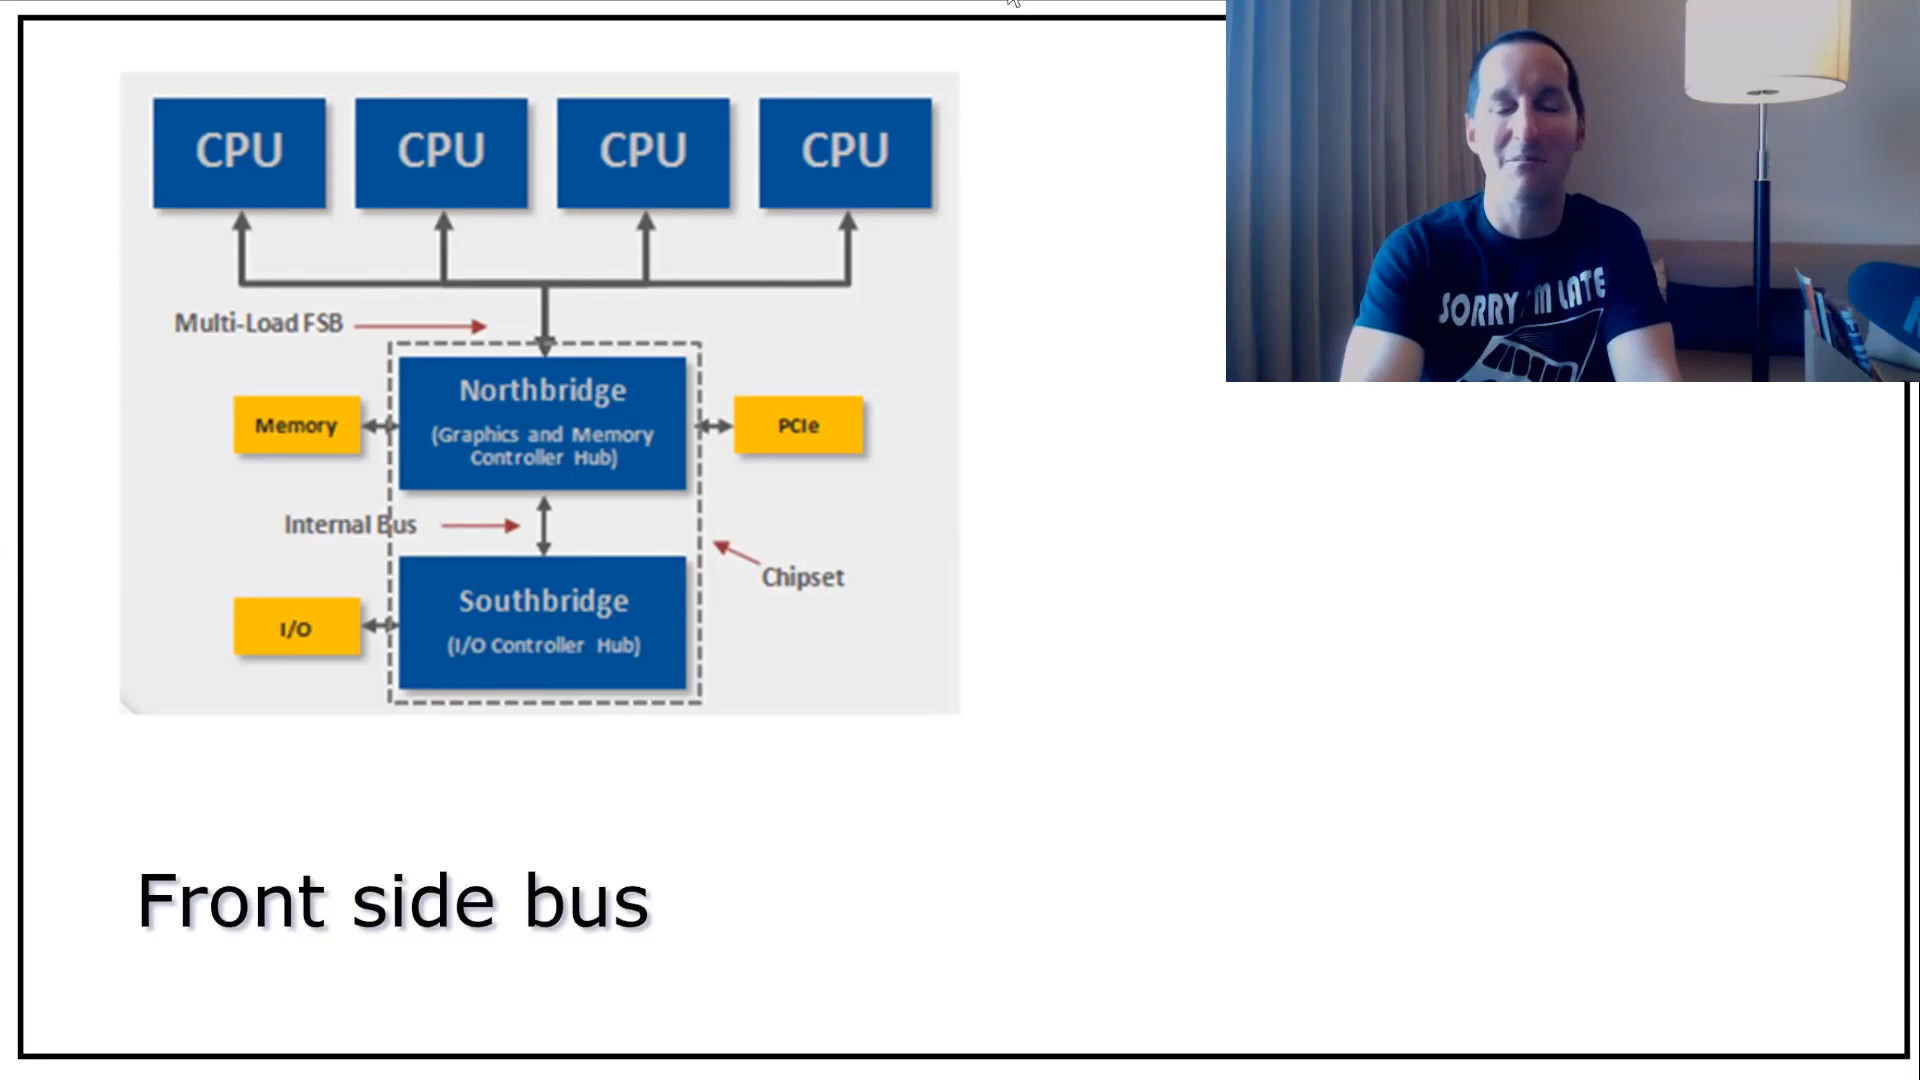 CPU CPU CPU CPU
Multi-Load FSB
Northbridge
(Graphics and Memory
Controller Hub)
Memory
PCIe
Internal Bus
Chipset
Southbridge
(I/O Controller Hub)
I/O
SORRY I'M LATE
Front side bus